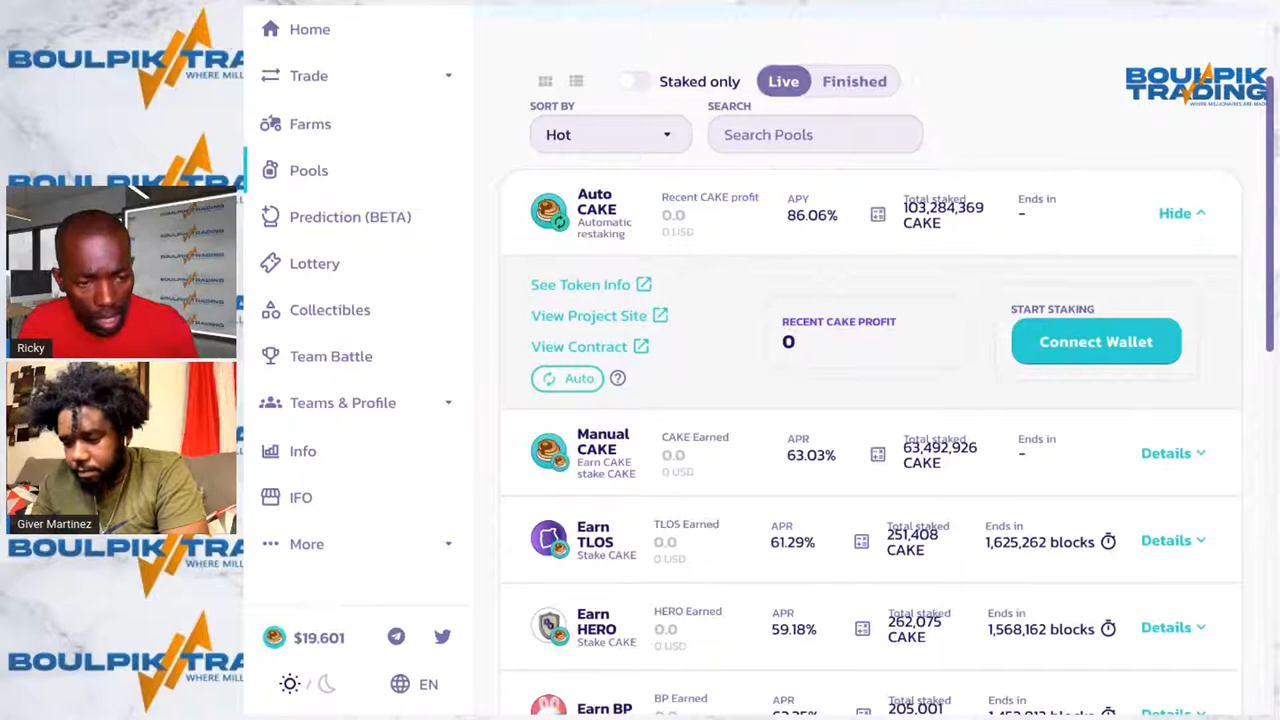 BOULPIK TRA
WHERE MILL
BOULPIK TRA
Ricky
Giver Martinez
BOULPIK TRA
WHERE MILL
BOULPIK TRA
WHERE MILL
Home
Trade
Farms
Pools
Prediction (BETA)
Lottery
Collectibles
Team Battle
Teams & Profile
Info
IFO
More
$19.601
/
EN
Staked only
Live
Finished
BOULPIK
TRADING
WHERE MILLIONAIRES ARE MADE
SORT BY
SEARCH
Hot
Search Pools
Auto
CAKE
Automatic
restaking
Recent CAKE profit
0.0
0 USD
APY
86.06%
Total staked
103,284,369
CAKE
Ends in
-
Hide
See Token Info
View Project Site
View Contract
Auto
RECENT CAKE PROFIT
0
START STAKING
Connect Wallet
Manual
CAKE
Earn CAKE
stake CAKE
CAKE Earned
0.0
0 USD
APR
63.03%
Total staked
63,492,926
CAKE
Ends in
-
Details
Earn
TLOS
Stake CAKE
TLOS Earned
0.0
0 USD
APR
61.29%
Total staked
251,408
CAKE
Ends in
1,625,262 blocks
Details
Earn
HERO
Stake CAKE
HERO Earned
0.0
0 USD
APR
59.18%
Total staked
262,075
CAKE
Ends in
1,568,162 blocks
Details
Earn BP
BP Earned
APR
Total staked
205,001
Ends in
Details